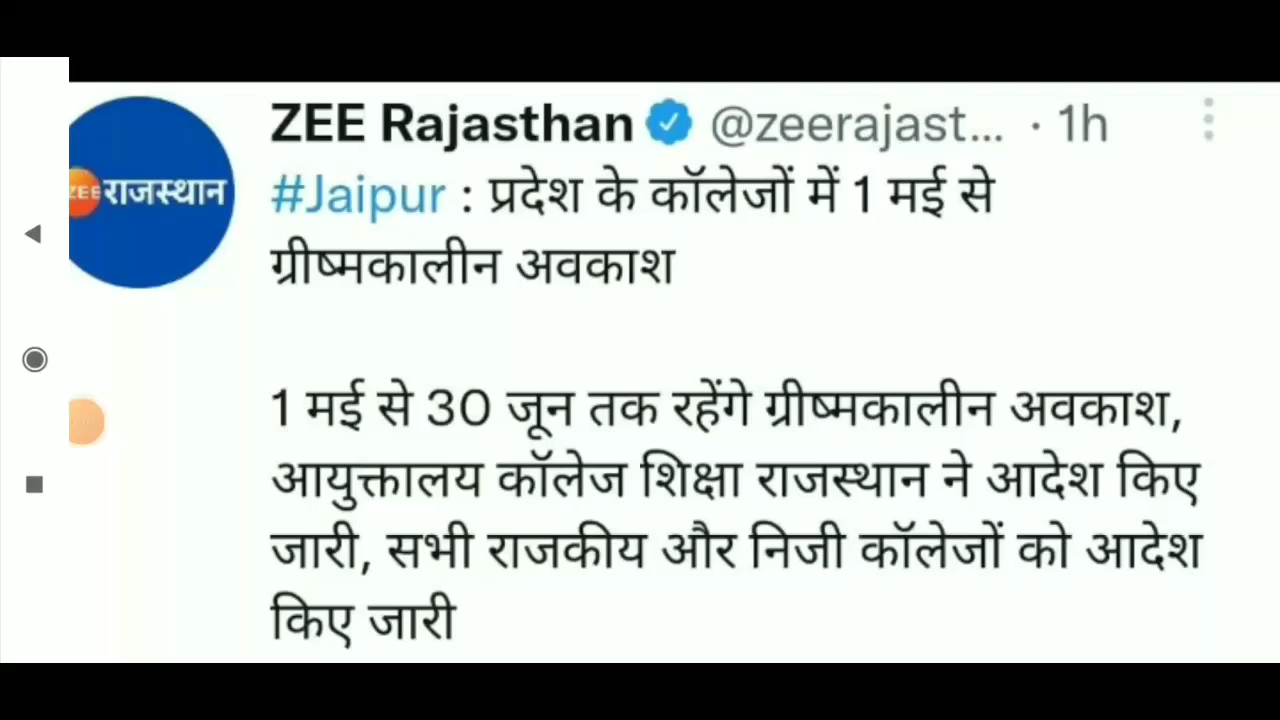 ZEE Rajasthan @zeerajast... · 1h
ZEE राजस्थान
#Jaipur : प्रदेश के कॉलेजों में 1 मई से
ग्रीष्मकालीन अवकाश
1 मई से 30 जून तक रहेंगे ग्रीष्मकालीन अवकाश,
आयुक्तालय कॉलेज शिक्षा राजस्थान ने आदेश किए
जारी, सभी राजकीय और निजी कॉलेजों को आदेश
किए जारी